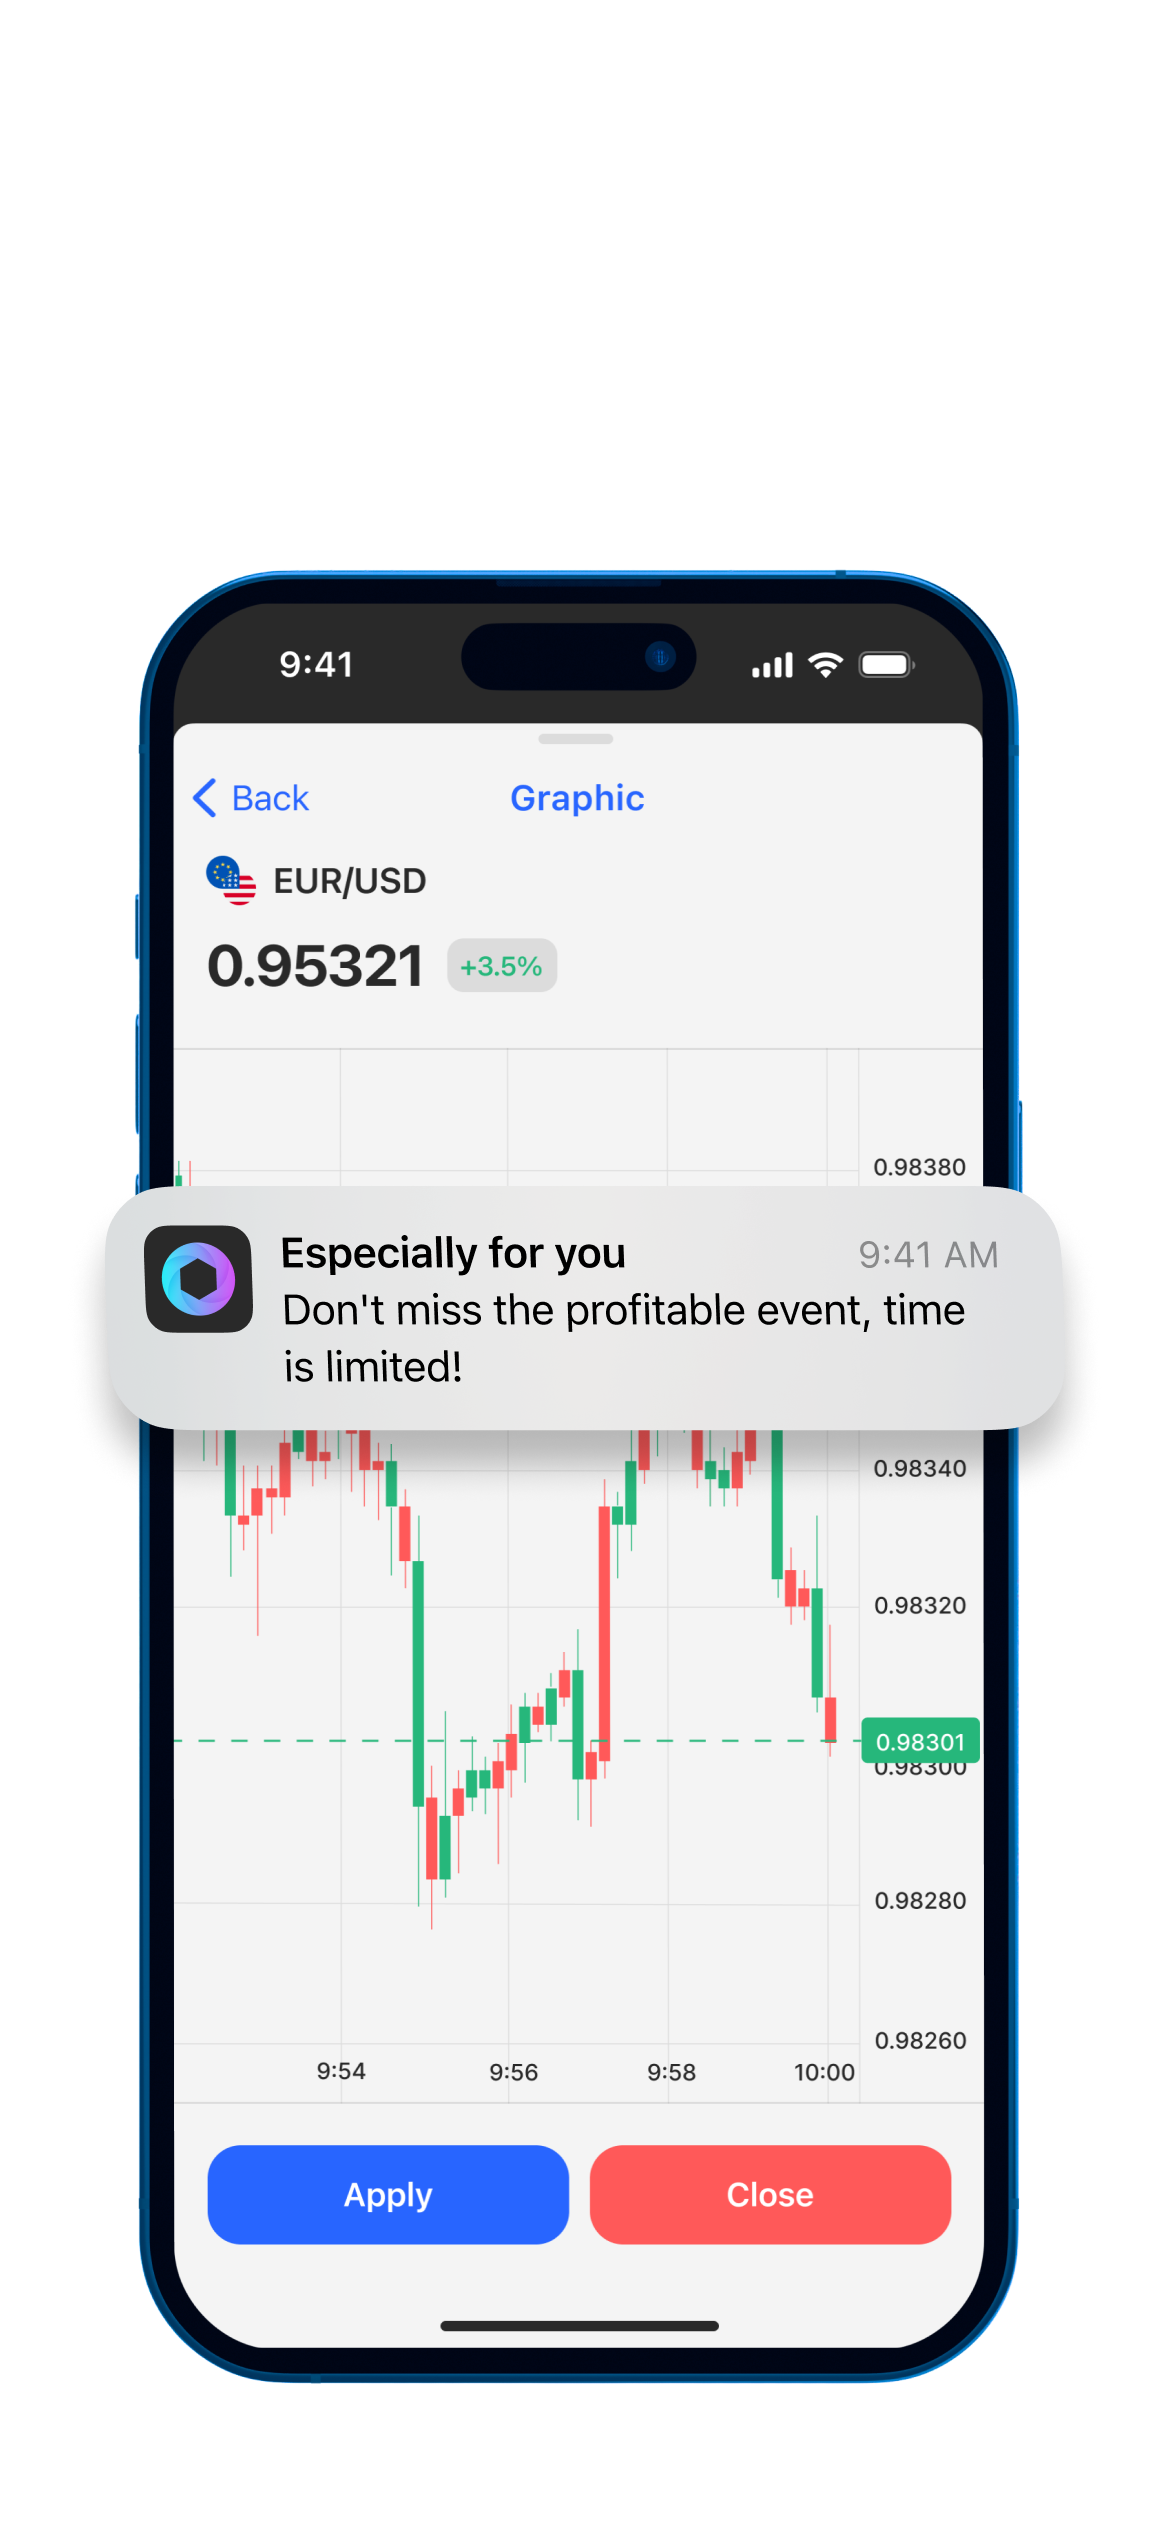 9:41
Back
Graphic
EUR/USD
0.95321
+3.5%
0.98380
Especially for you
9:41 AM
Don't miss the profitable event, time
is limited!
0.98340
0.98320
0.98301
0.98300
0.98280
0.98260
9:54
9:56
9:58
10:00
Apply
Close